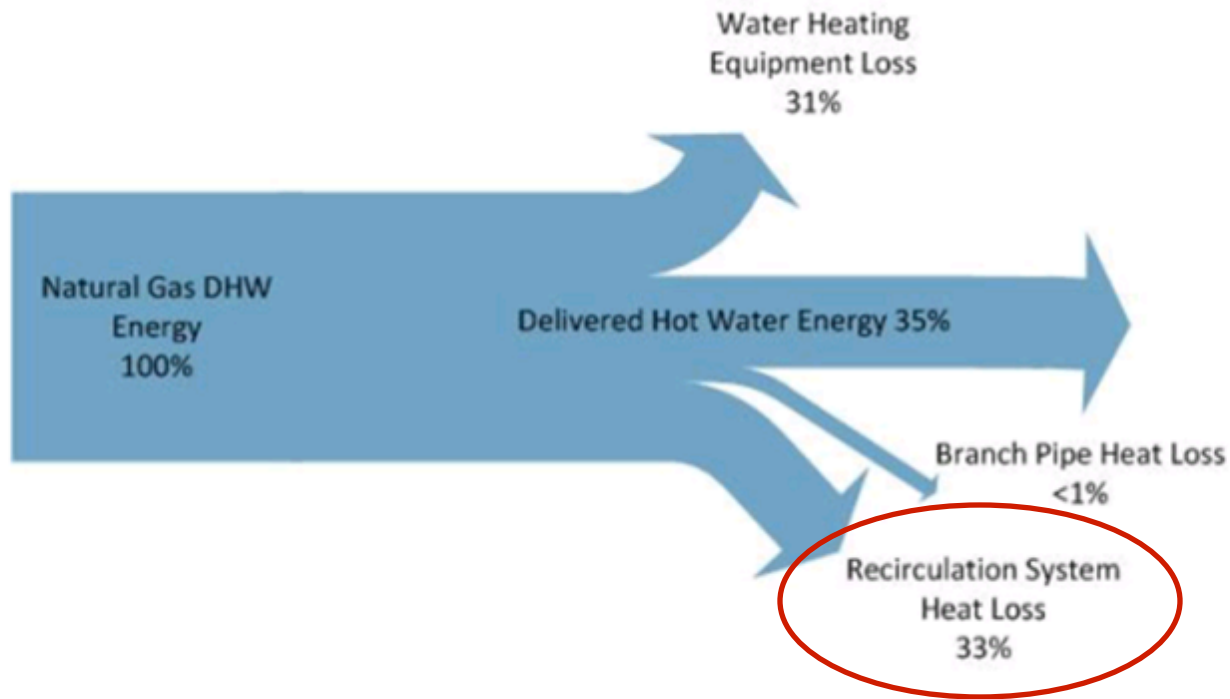 Water Heating
Equipment Loss
31%
Natural Gas DHW
Energy
100%
Delivered Hot Water Energy 35%
Branch Pipe Heat Loss
<1%
Recirculation System
Heat Loss
33%